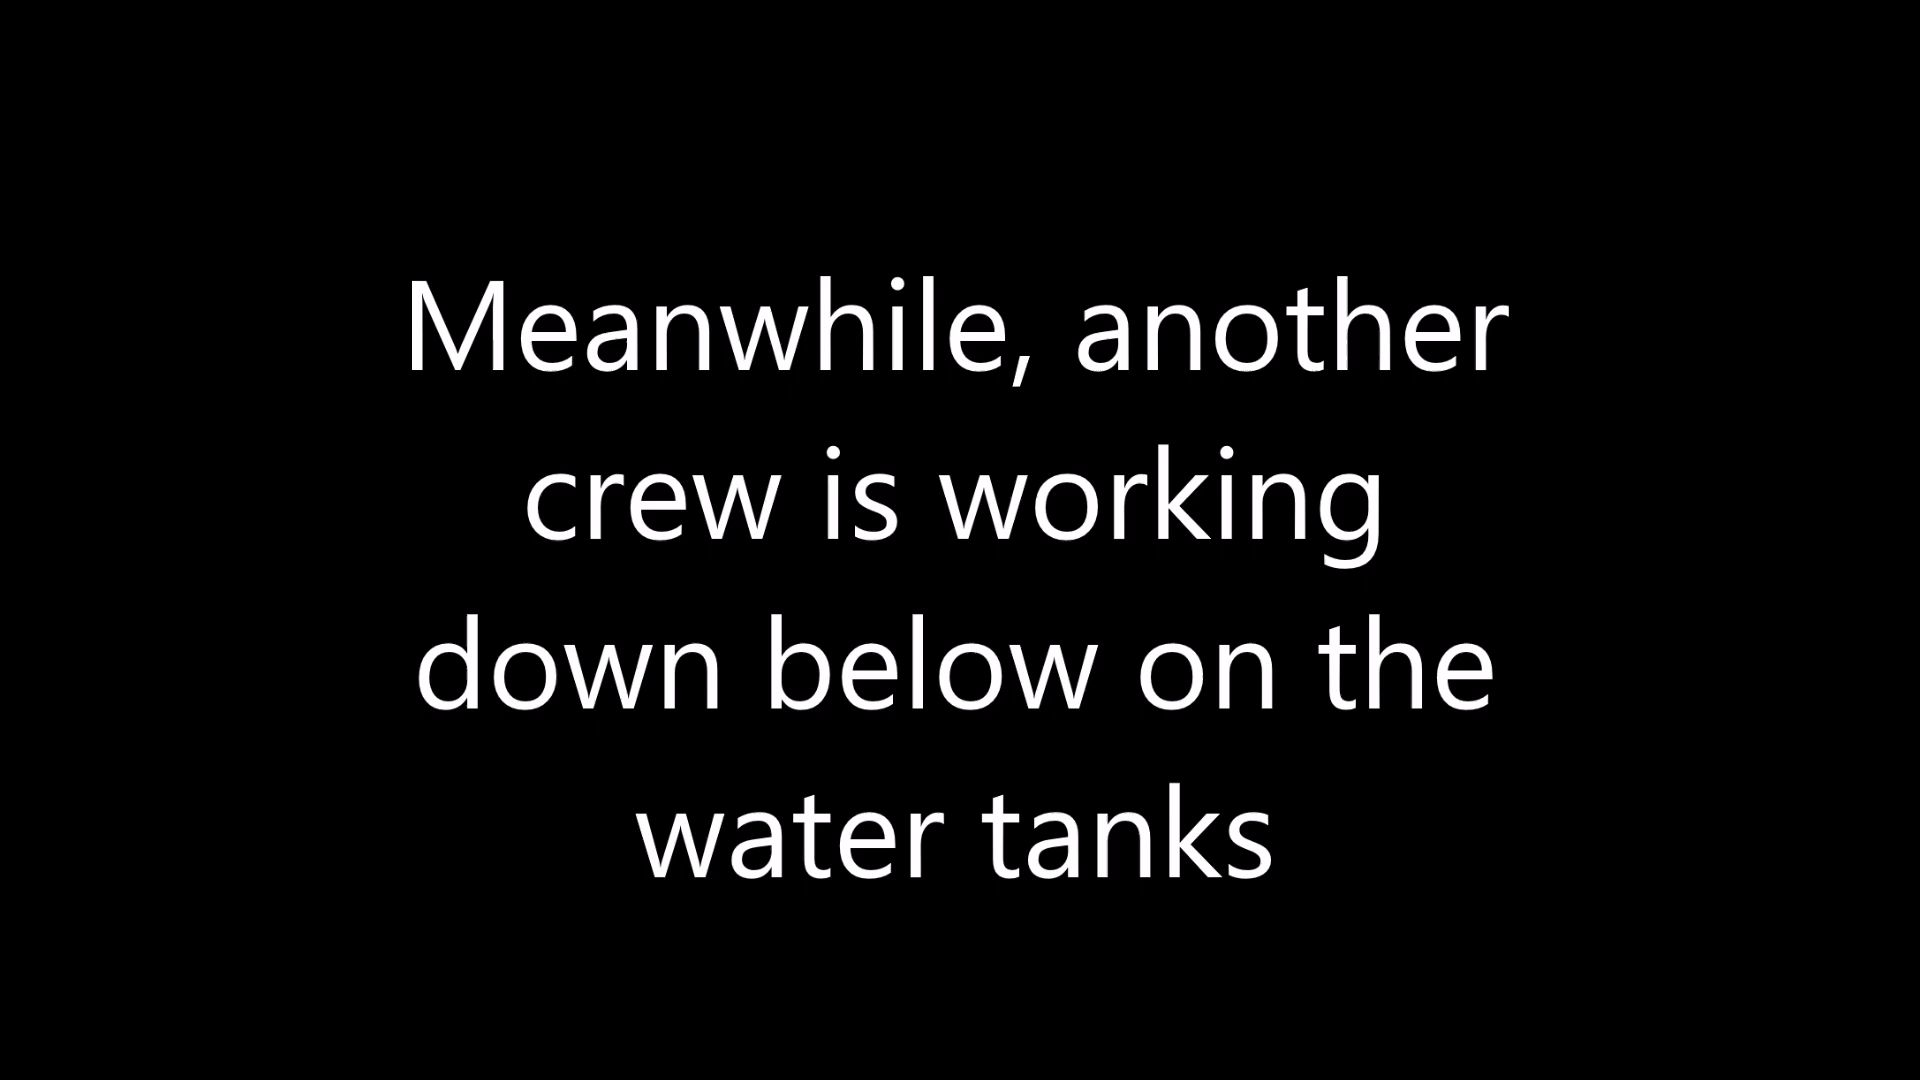 Meanwhile, another
crew is working
down below on the
water tanks